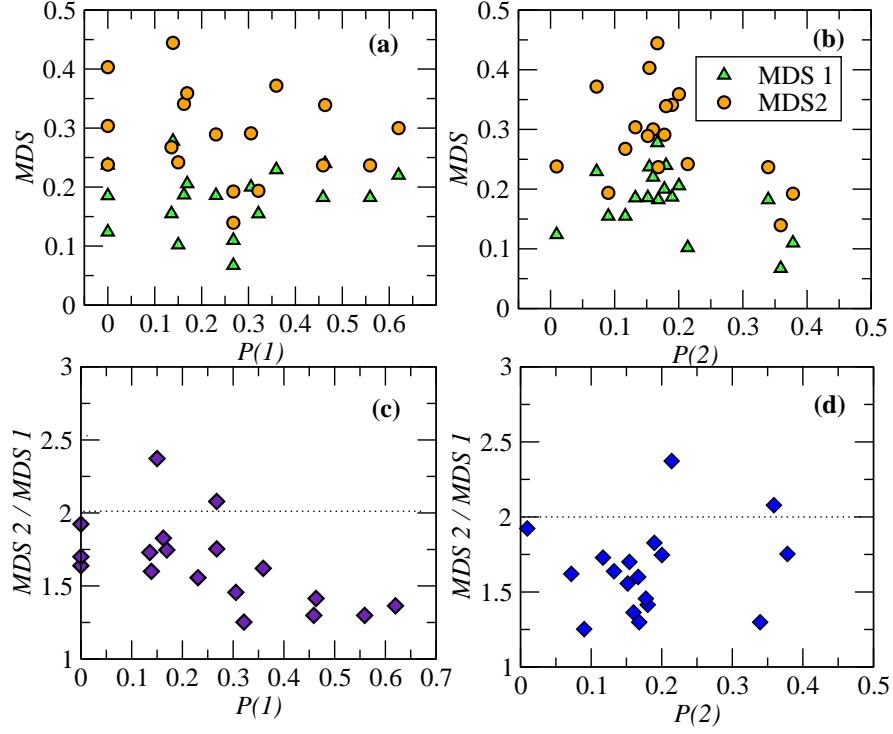 0.5
0.4
0.3
0.2
0.1
0
MDS
(a)
0 0.1 0.2 0.3 0.4 0.5 0.6
P(1)
0.5
0.4
0.3
0.2
0.1
0
MDS
(b)
MDS 1
MDS2
0 0.1 0.2 0.3 0.4 0.5
P(2)
3
2.5
2
1.5
1
MDS 2 / MDS 1
(c)
0 0.1 0.2 0.3 0.4 0.5 0.6 0.7
P(1)
3
2.5
2
1.5
1
MDS 2 / MDS 1
(d)
0 0.1 0.2 0.3 0.4 0.5
P(2)